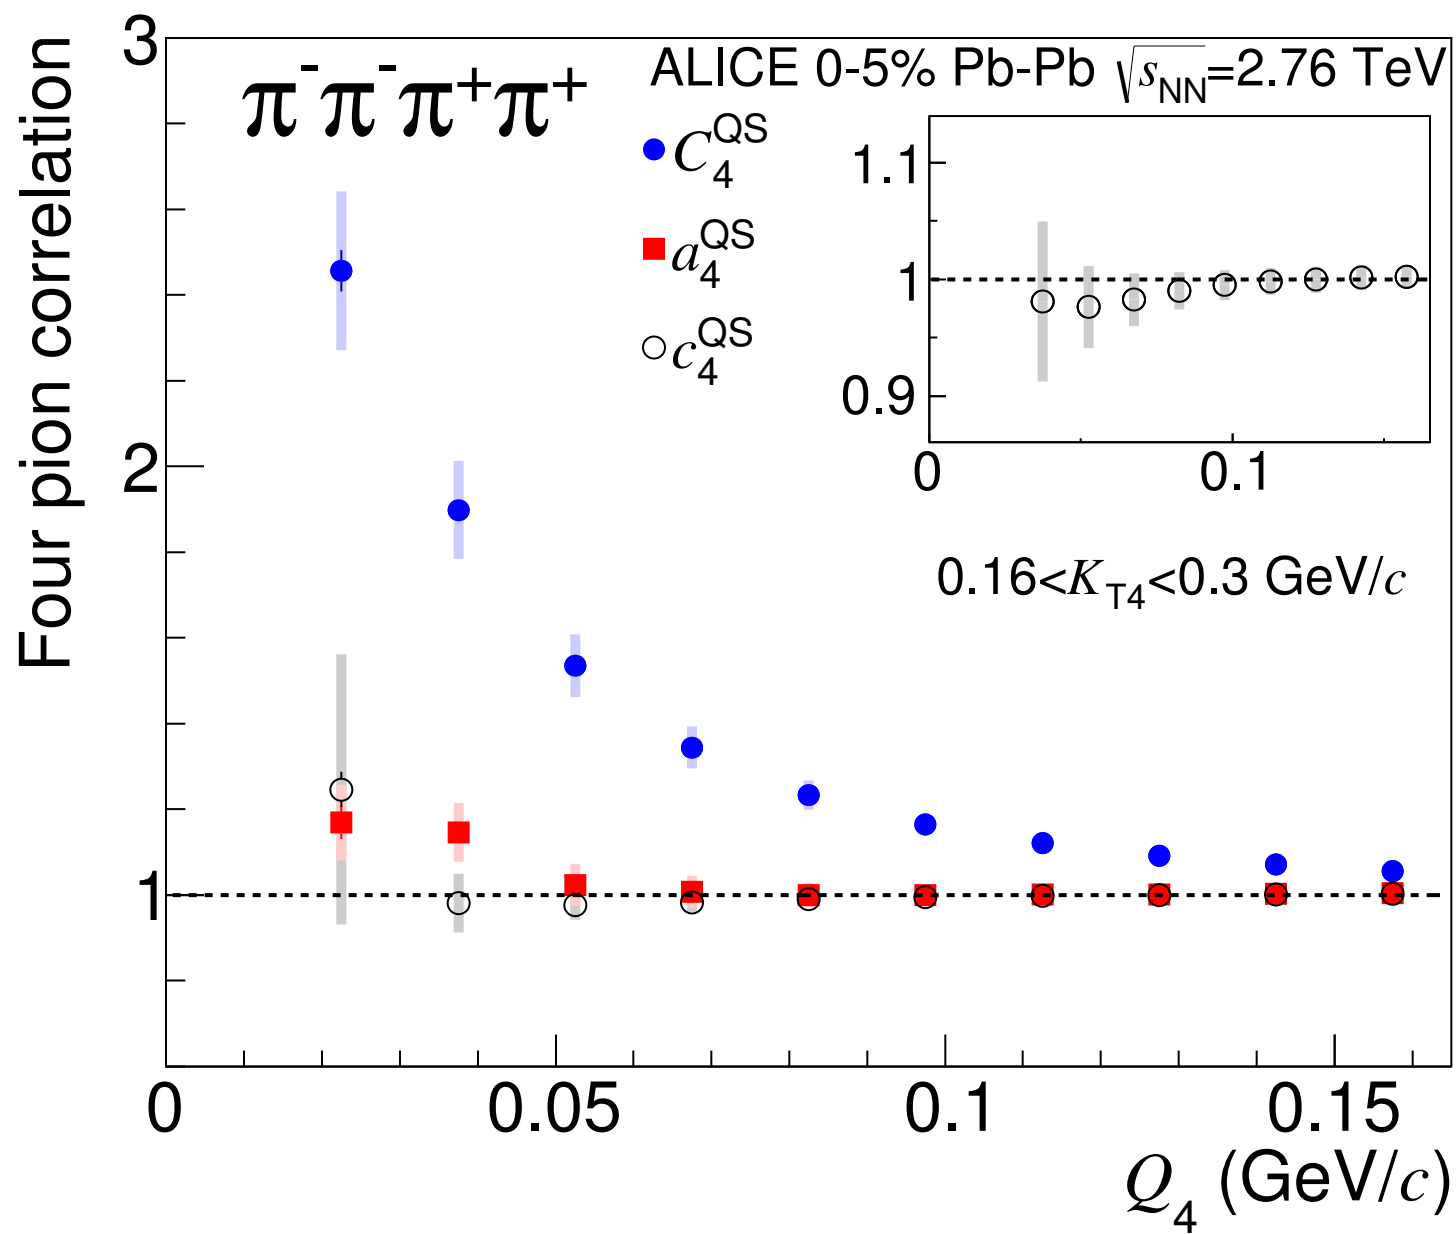 Four pion correlation
3
2
1
π⁻π⁻π⁺π⁺
ALICE 0-5% Pb-Pb √s_NN=2.76 TeV
C₄^QS
a₄^QS
c₄^QS
1.1
1
0.9
0 0.1
0.16<K_T4<0.3 GeV/c
0 0.05 0.1 0.15
Q₄ (GeV/c)